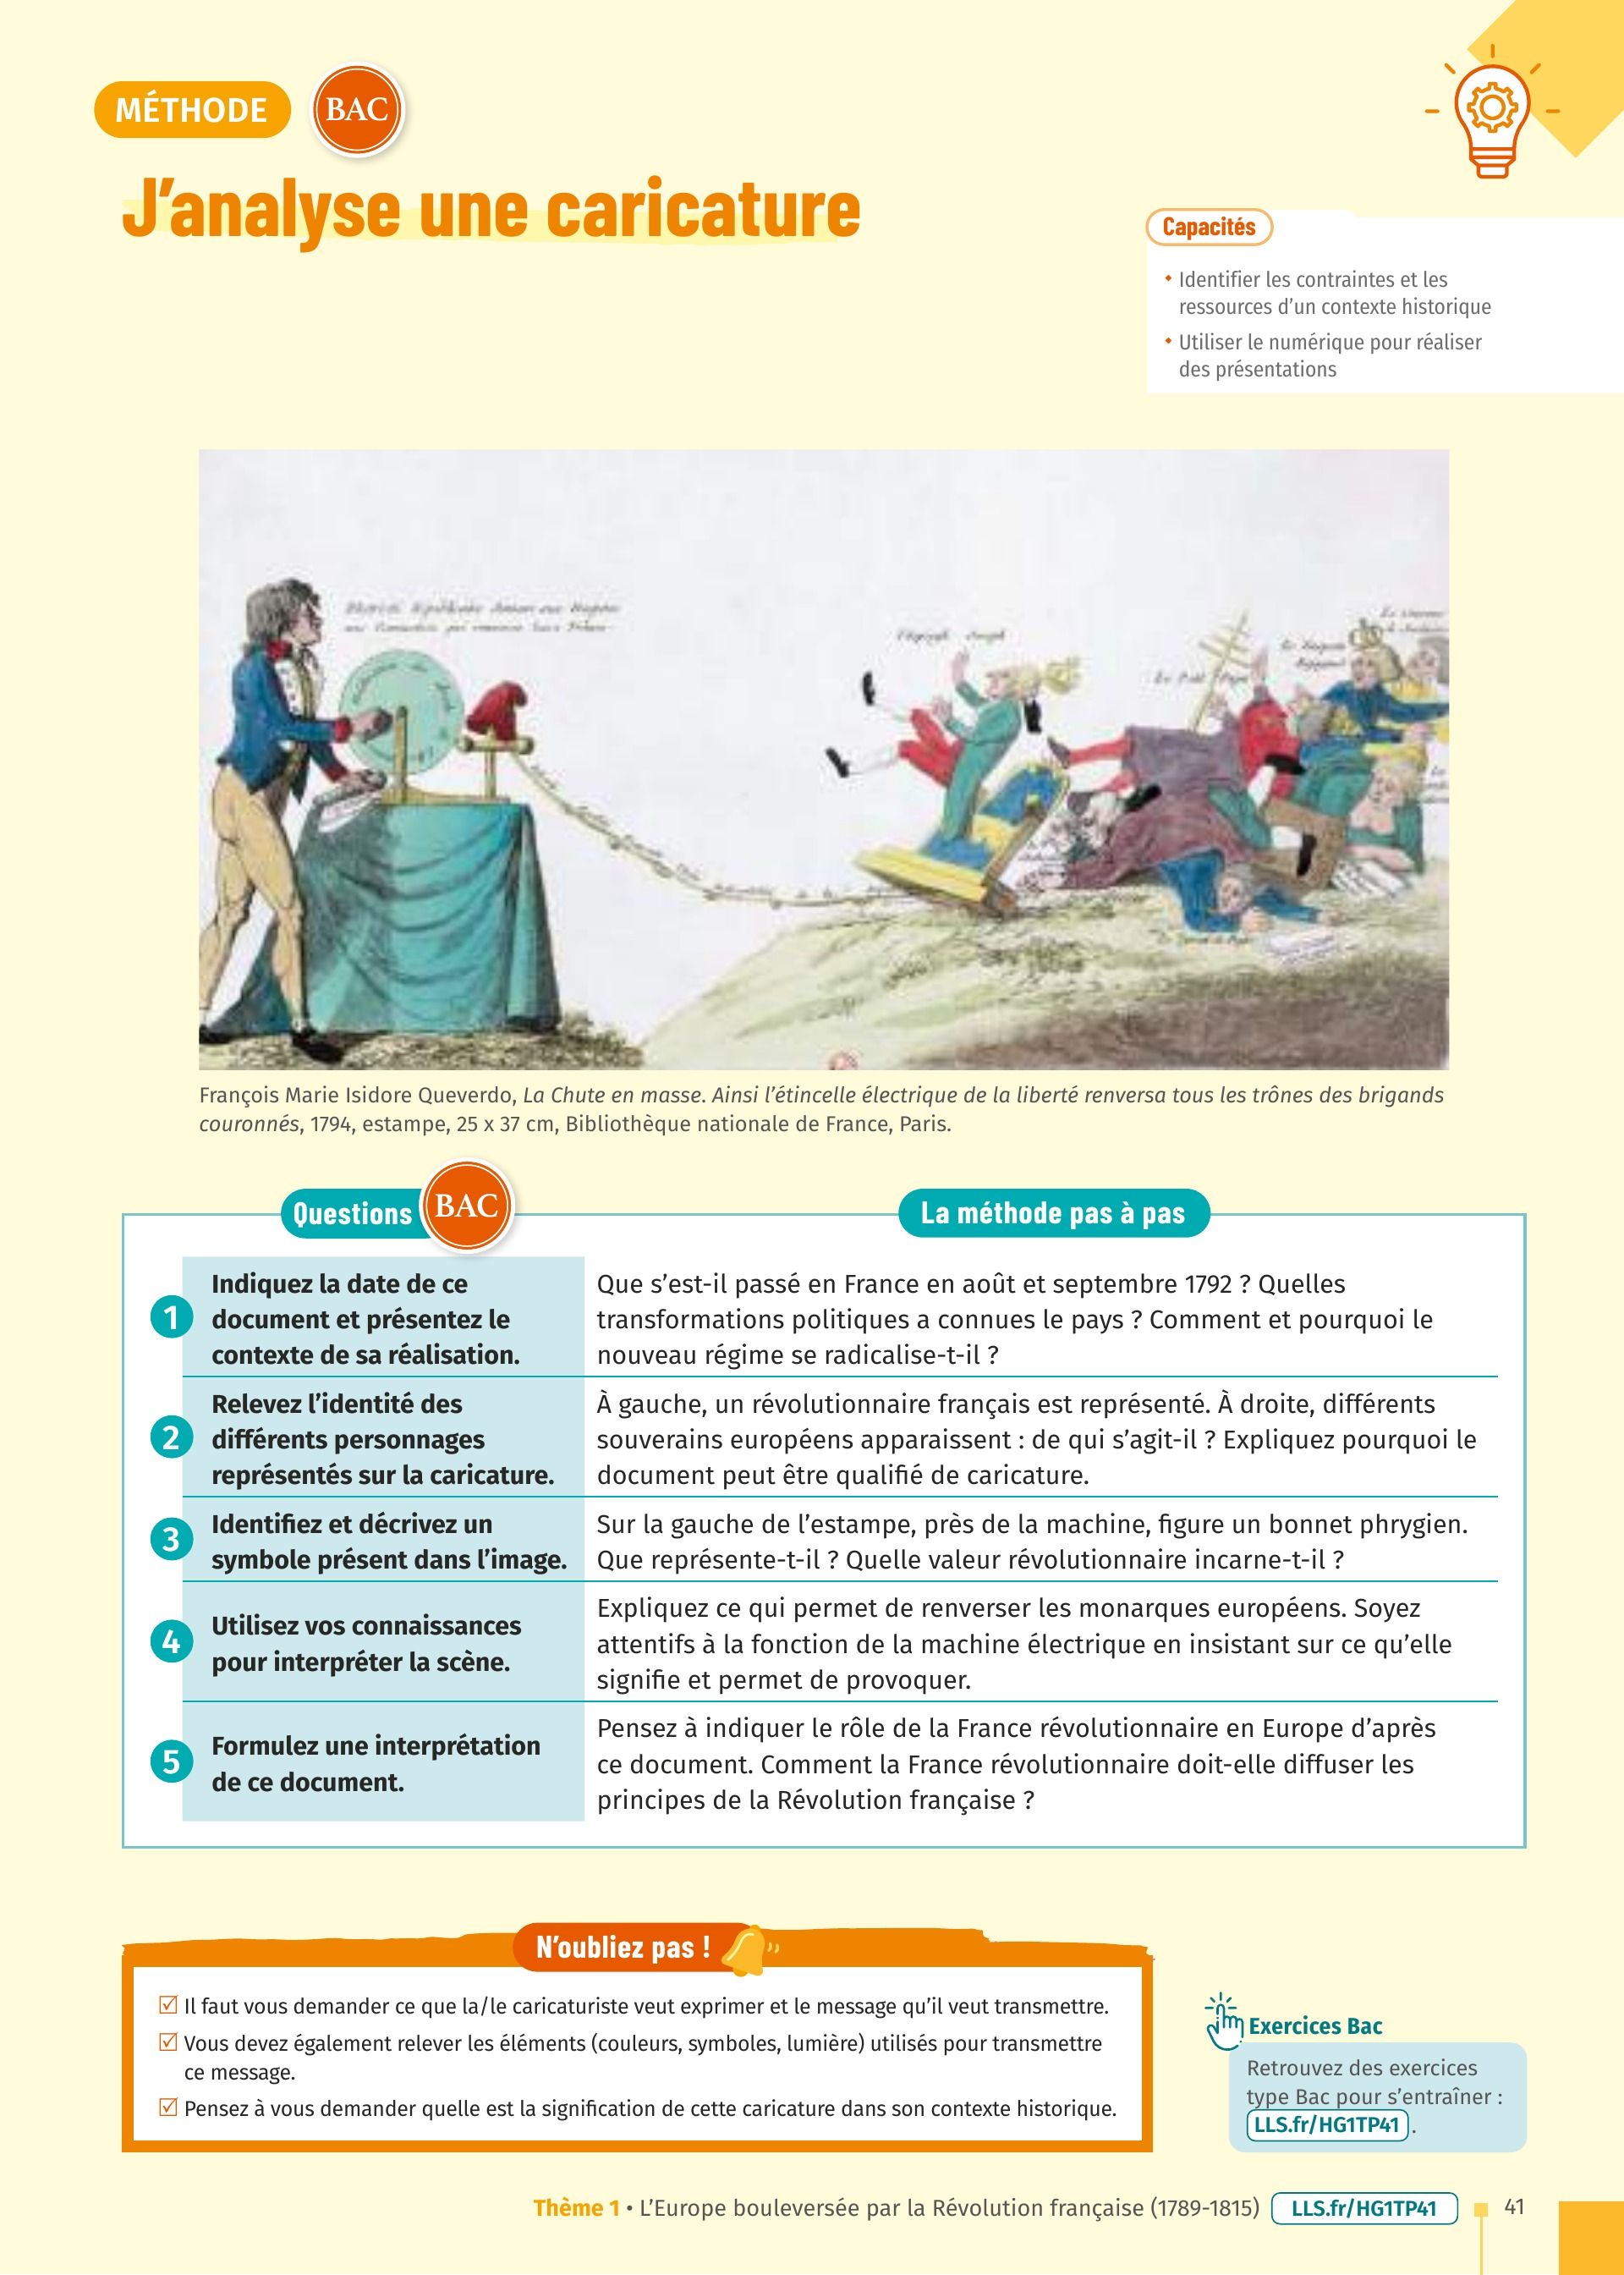 MÉTHODE
BAC
J'analyse une caricature
Capacités
• Identifier les contraintes et les
ressources d'un contexte historique
• Utiliser le numérique pour réaliser
des présentations
François Marie Isidore Queverdo, La Chute en masse. Ainsi l'étincelle électrique de la liberté renversa tous les trônes des brigands
couronnés, 1794, estampe, 25 x 37 cm, Bibliothèque nationale de France, Paris.
Questions BAC
La méthode pas à pas
1
Indiquez la date de ce
document et présentez le
contexte de sa réalisation.
Que s'est-il passé en France en août et septembre 1792 ? Quelles
transformations politiques a connues le pays ? Comment et pourquoi le
nouveau régime se radicalise-t-il ?
2
Relevez l'identité des
différents personnages
représentés sur la caricature.
À gauche, un révolutionnaire français est représenté. À droite, différents
souverains européens apparaissent : de qui s'agit-il ? Expliquez pourquoi le
document peut être qualifié de caricature.
3
Identifiez et décrivez un
symbole présent dans l'image.
Sur la gauche de l'estampe, près de la machine, figure un bonnet phrygien.
Que représente-t-il ? Quelle valeur révolutionnaire incarne-t-il ?
4
Utilisez vos connaissances
pour interpréter la scène.
Expliquez ce qui permet de renverser les monarques européens. Soyez
attentifs à la fonction de la machine électrique en insistant sur ce qu'elle
signifie et permet de provoquer.
5
Formulez une interprétation
de ce document.
Pensez à indiquer le rôle de la France révolutionnaire en Europe d'après
ce document. Comment la France révolutionnaire doit-elle diffuser les
principes de la Révolution française ?
N'oubliez pas !
☑ Il faut vous demander ce que la/le caricaturiste veut exprimer et le message qu'il veut transmettre.
☑ Vous devez également relever les éléments (couleurs, symboles, lumière) utilisés pour transmettre
ce message.
☑ Pensez à vous demander quelle est la signification de cette caricature dans son contexte historique.
Exercices Bac
Retrouvez des exercices
type Bac pour s'entraîner :
LLS.fr/HG1TP41 .
Thème 1 • L'Europe bouleversée par la Révolution française (1789-1815) LLS.fr/HG1TP41 41